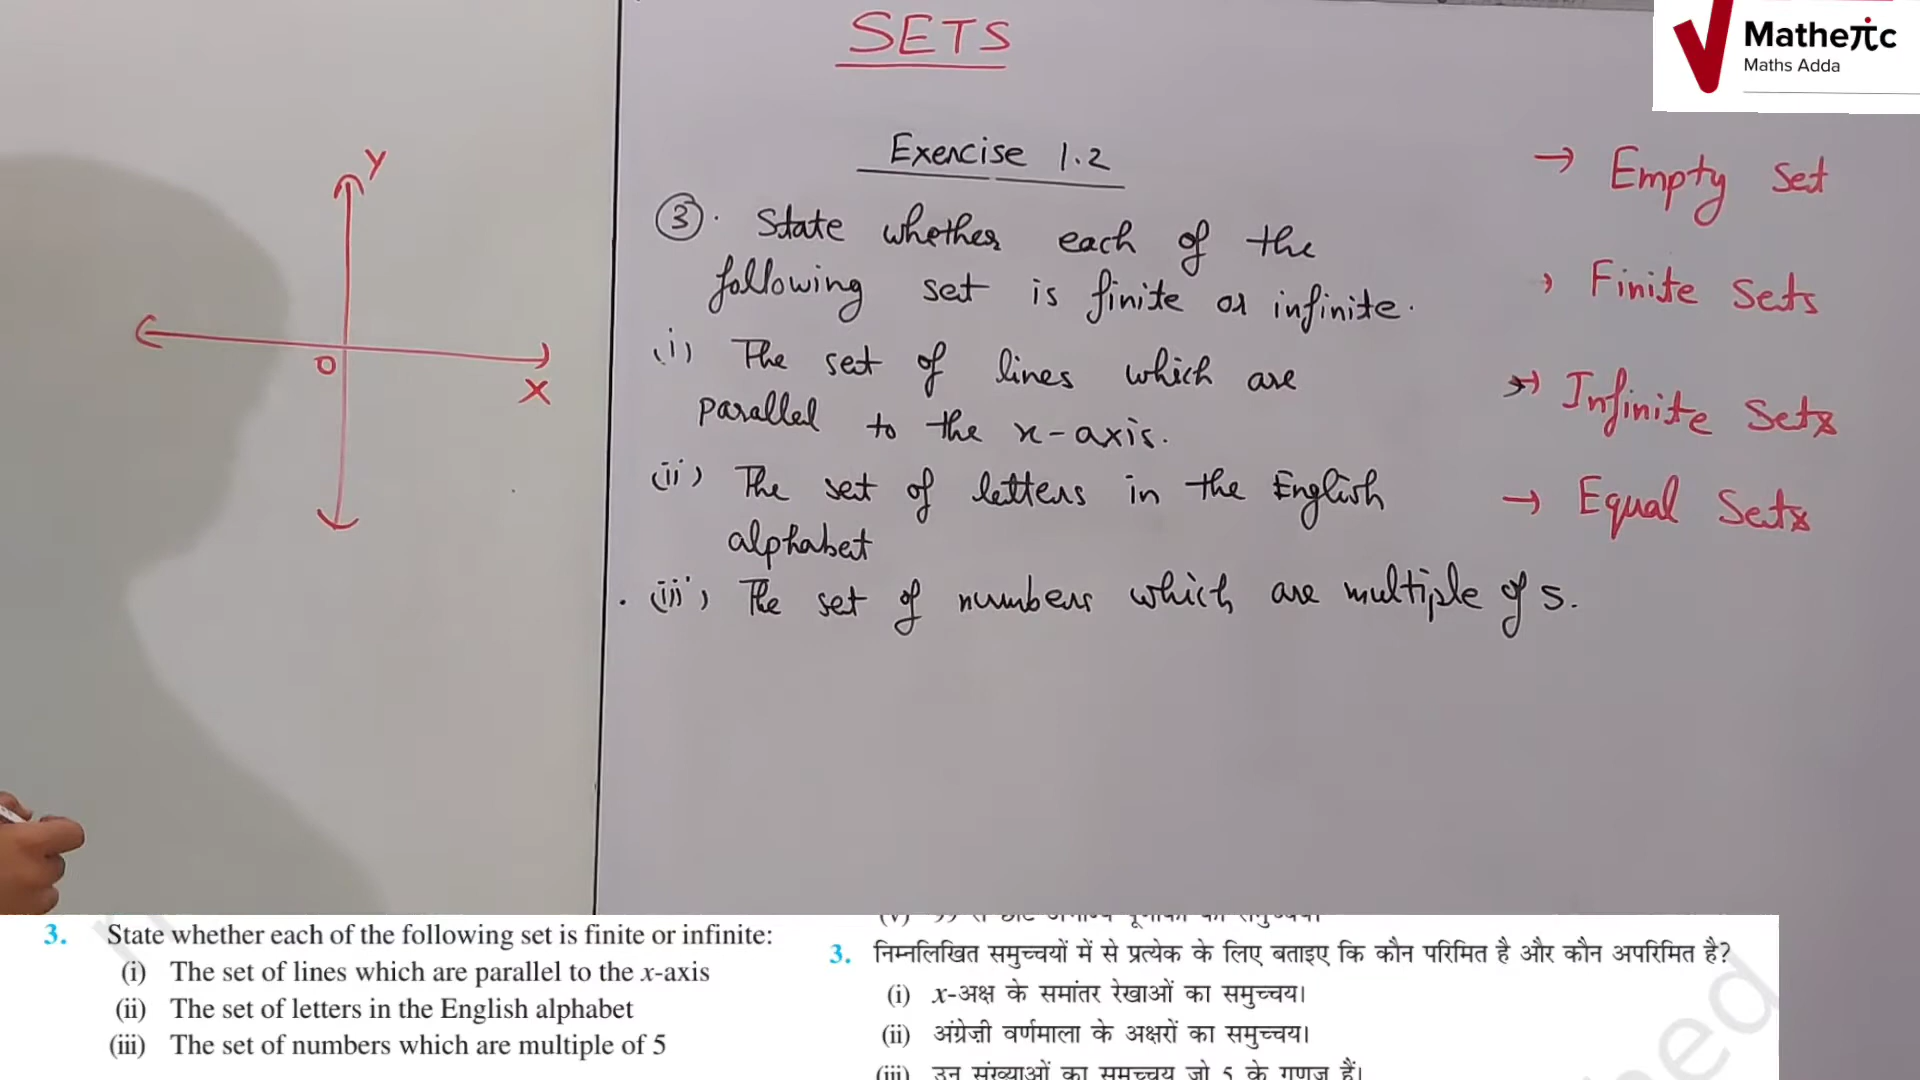 SETS
Matheπc
Maths Adda
Exercise 1.2
Y
O
X
③. State whether each of the
following set is finite or infinite.
(i) The set of lines which are
parallel to the x-axis.
(ii) The set of letters in the English
alphabet
(iii) The set of numbers which are multiple of 5.
→ Empty Set
→ Finite Sets
→ Infinite Sets
→ Equal Sets
3. State whether each of the following set is finite or infinite:
(i) The set of lines which are parallel to the x-axis
(ii) The set of letters in the English alphabet
(iii) The set of numbers which are multiple of 5
3. निम्नलिखित समुच्चयों में से प्रत्येक के लिए बताइए कि कौन परिमित है और कौन अपरिमित है?
(i) x-अक्ष के समांतर रेखाओं का समुच्चय।
(ii) अंग्रेज़ी वर्णमाला के अक्षरों का समुच्चय।
(iii) उन संख्याओं का समुच्चय जो 5 के गुणज हैं।